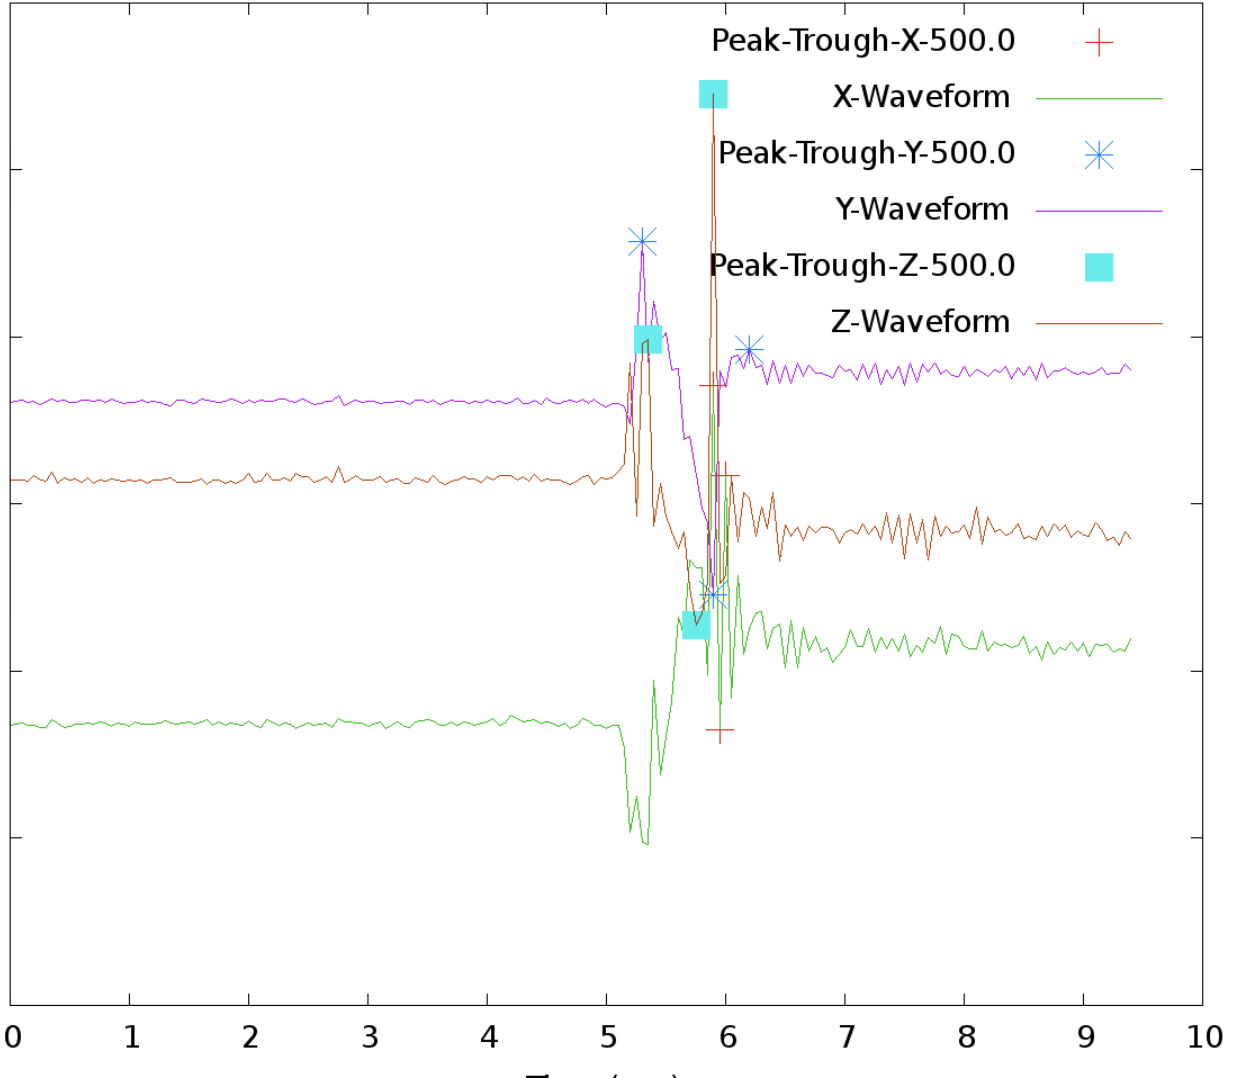 Peak-Trough-X-500.0
X-Waveform
Peak-Trough-Y-500.0
Y-Waveform
Peak-Trough-Z-500.0
Z-Waveform
0 1 2 3 4 5 6 7 8 9 10